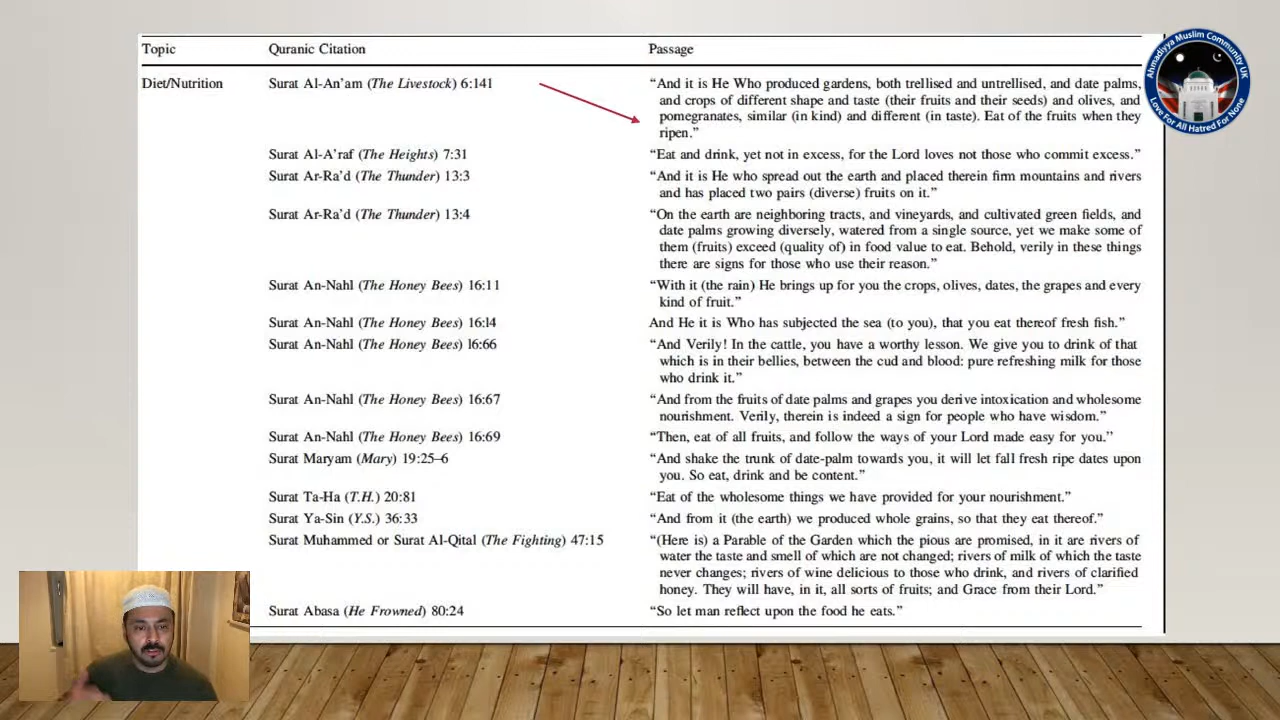 Topic Quranic Citation Passage
Diet/Nutrition Surat Al-An'am (The Livestock) 6:141 "And it is He Who produced gardens, both trellised and untrellised, and date palms,
and crops of different shape and taste (their fruits and their seeds) and olives, and
pomegranates, similar (in kind) and different (in taste). Eat of the fruits when they
ripen."
Surat Al-A'raf (The Heights) 7:31 "Eat and drink, yet not in excess, for the Lord loves not those who commit excess."
Surat Ar-Ra'd (The Thunder) 13:3 "And it is He who spread out the earth and placed therein firm mountains and rivers
and has placed two pairs (diverse) fruits on it."
Surat Ar-Ra'd (The Thunder) 13:4 "On the earth are neighboring tracts, and vineyards, and cultivated green fields, and
date palms growing diversely, watered from a single source, yet we make some of
them (fruits) exceed (quality of) in food value to eat. Behold, verily in these things
there are signs for those who use their reason."
Surat An-Nahl (The Honey Bees) 16:11 "With it (the rain) He brings up for you the crops, olives, dates, the grapes and every
kind of fruit."
Surat An-Nahl (The Honey Bees) 16:14 And He it is Who has subjected the sea (to you), that you eat thereof fresh fish."
Surat An-Nahl (The Honey Bees) 16:66 "And Verily! In the cattle, you have a worthy lesson. We give you to drink of that
which is in their bellies, between the cud and blood: pure refreshing milk for those
who drink it."
Surat An-Nahl (The Honey Bees) 16:67 "And from the fruits of date palms and grapes you derive intoxication and wholesome
nourishment. Verily, therein is indeed a sign for people who have wisdom."
Surat An-Nahl (The Honey Bees) 16:69 "Then, eat of all fruits, and follow the ways of your Lord made easy for you."
Surat Maryam (Mary) 19:25–6 "And shake the trunk of date-palm towards you, it will let fall fresh ripe dates upon
you. So eat, drink and be content."
Surat Ta-Ha (T.H.) 20:81 "Eat of the wholesome things we have provided for your nourishment."
Surat Ya-Sin (Y.S.) 36:33 "And from it (the earth) we produced whole grains, so that they eat thereof."
Surat Muhammed or Surat Al-Qital (The Fighting) 47:15 "(Here is) a Parable of the Garden which the pious are promised, in it are rivers of
water the taste and smell of which are not changed; rivers of milk of which the taste
never changes; rivers of wine delicious to those who drink, and rivers of clarified
honey. They will have, in it, all sorts of fruits; and Grace from their Lord."
Surat Abasa (He Frowned) 80:24 "So let man reflect upon the food he eats."
Ahmadiyya Muslim Community UK
Love For All Hatred For None